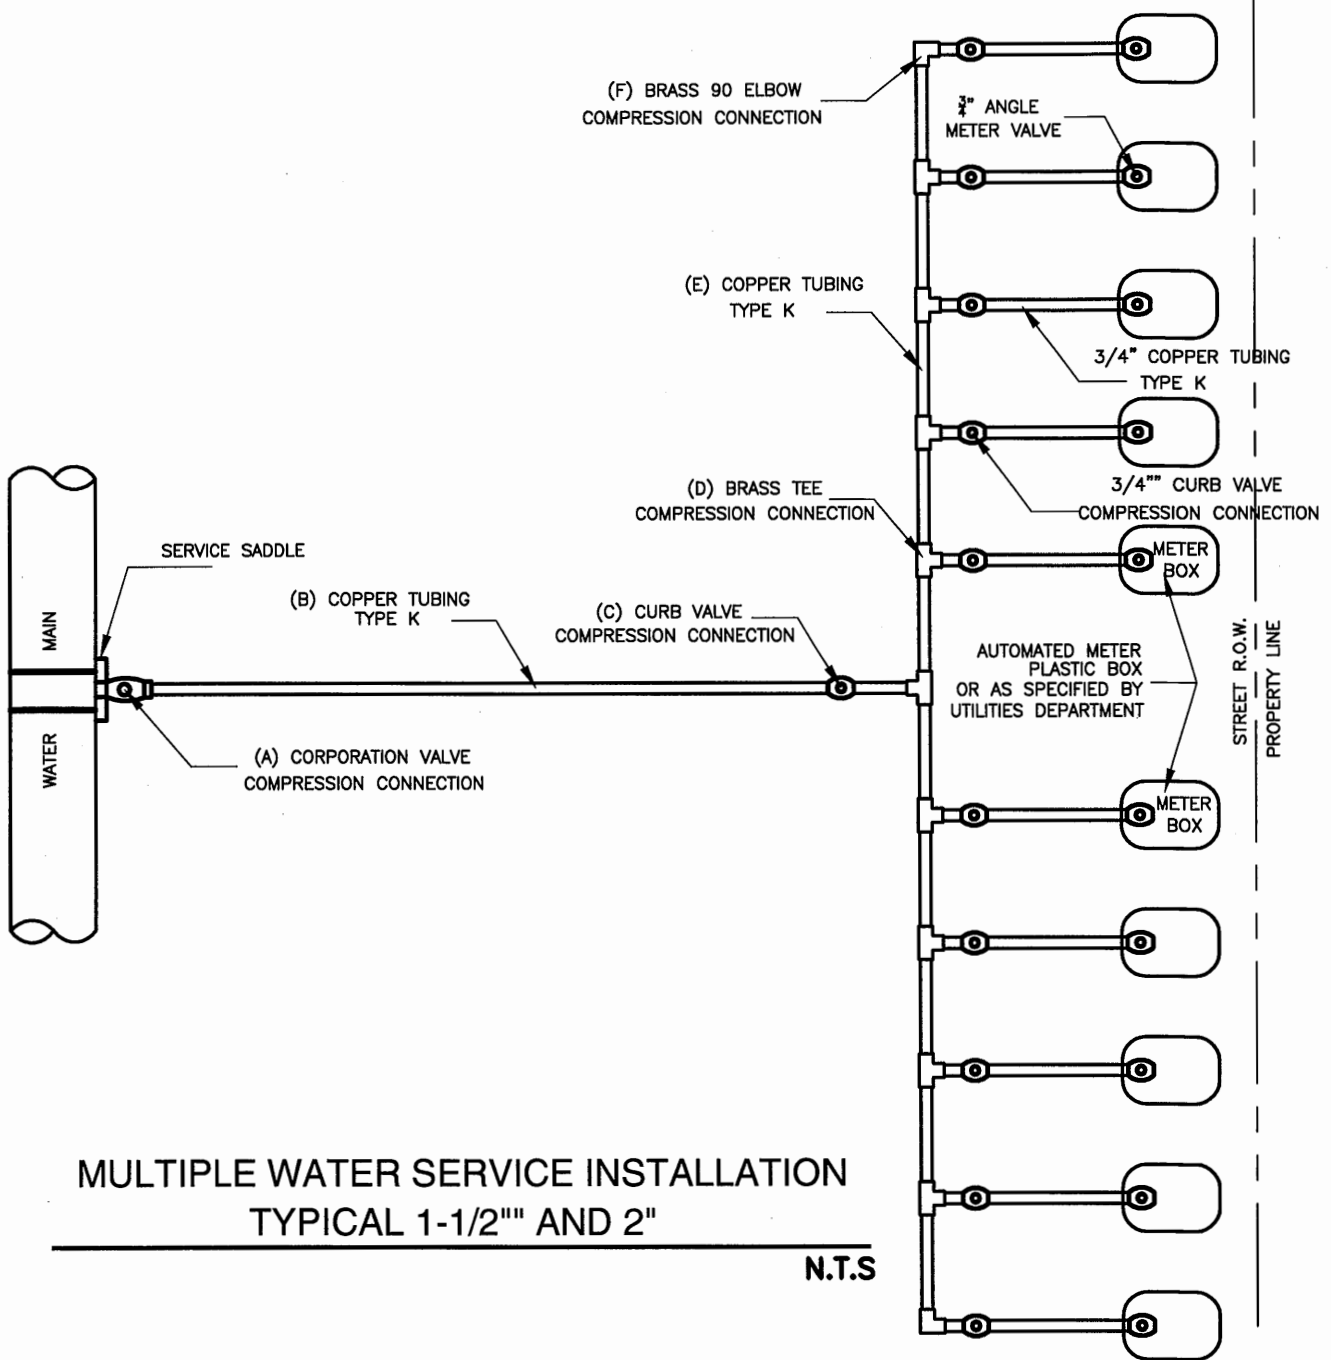 (F) BRASS 90 ELBOW
COMPRESSION CONNECTION
3/4" ANGLE
METER VALVE
(E) COPPER TUBING
TYPE K
3/4" COPPER TUBING
TYPE K
(D) BRASS TEE
COMPRESSION CONNECTION
3/4"" CURB VALVE
COMPRESSION CONNECTION
SERVICE SADDLE
METER
BOX
(B) COPPER TUBING
TYPE K
(C) CURB VALVE
COMPRESSION CONNECTION
WATER MAIN
AUTOMATED METER
PLASTIC BOX
OR AS SPECIFIED BY
UTILITIES DEPARTMENT
STREET R.O.W.
PROPERTY LINE
(A) CORPORATION VALVE
COMPRESSION CONNECTION
METER
BOX
MULTIPLE WATER SERVICE INSTALLATION
TYPICAL 1-1/2"" AND 2"
N.T.S